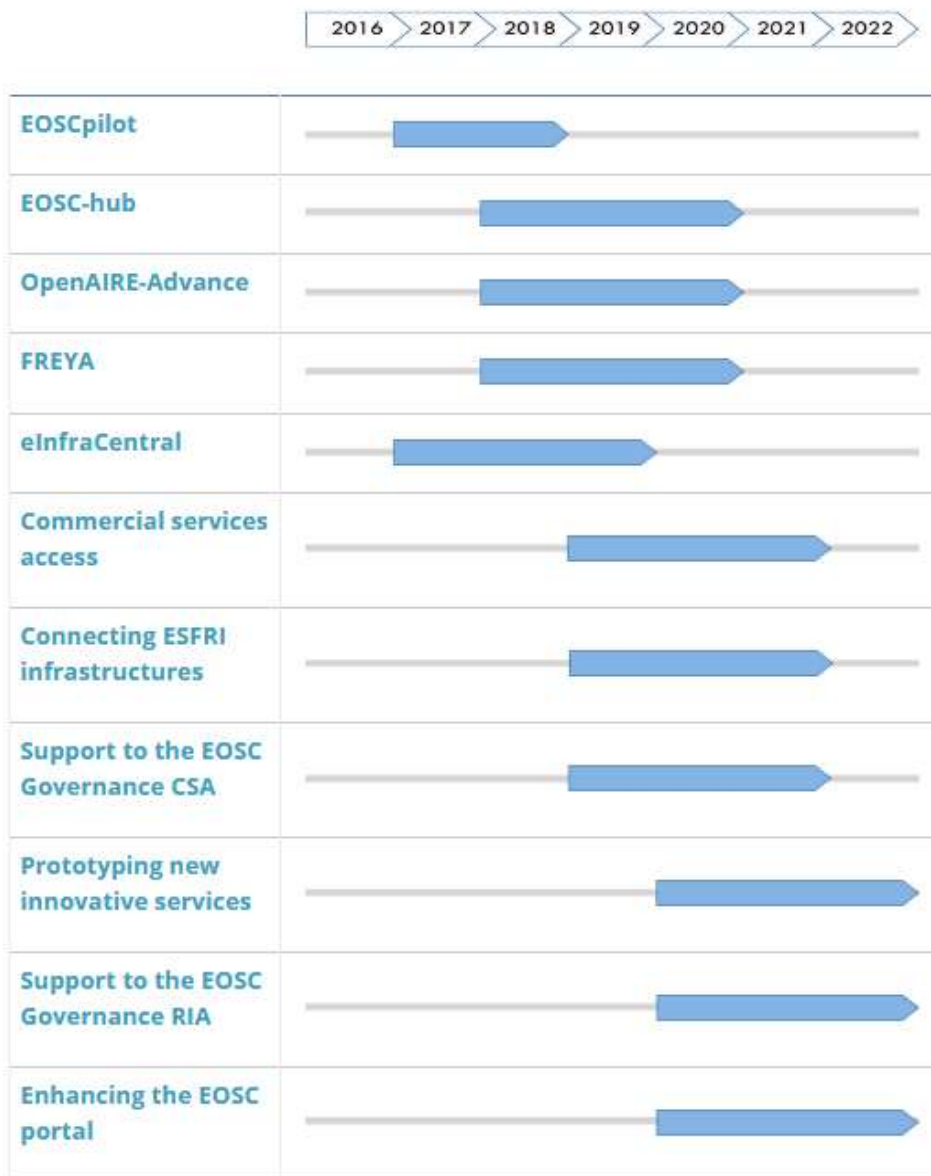 2016 2017 2018 2019 2020 2021 2022
EOSCpilot
EOSC-hub
OpenAIRE-Advance
FREYA
eInfraCentral
Commercial services
access
Connecting ESFRI
infrastructures
Support to the EOSC
Governance CSA
Prototyping new
innovative services
Support to the EOSC
Governance RIA
Enhancing the EOSC
portal